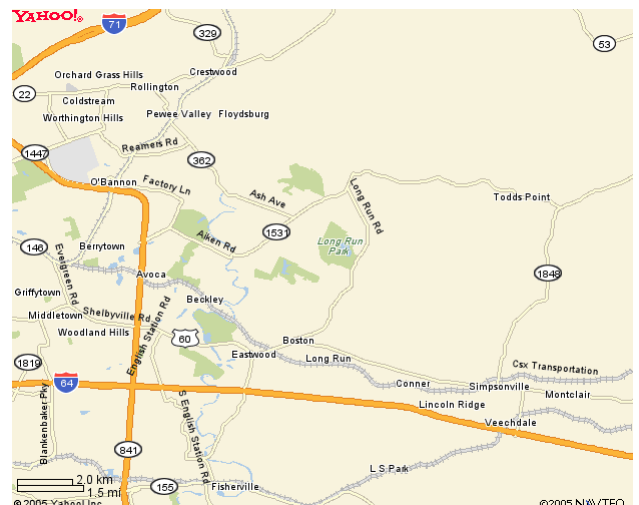 YAHOO!
71
329
53
Crestwood
Orchard Grass Hills
Rollington
22
Coldstream
Worthington Hills
Pewee Valley
Floydsburg
Reamers Rd
1447
362
O'Bannon
Factory Ln
Ash Ave
Long Run Rd
Todds Point
1531
Aiken Rd
Long Run
Park
146
Berrytown
Evergreen Rd
Avoca
1848
Griffytown
Beckley
Shelbyville Rd
Middletown
English Station Rd
Woodland Hills
60
Boston
Eastwood
Long Run
1819
64
Csx Transportation
Conner
Simpsonville
Montclair
Blankenbaker Pky
S English Station Rd
Lincoln Ridge
Veechdale
841
L S Park
155
Fisherville
2.0 km
1.5 mi
©2005 Yahoo! Inc
©2005 NAVTEQ